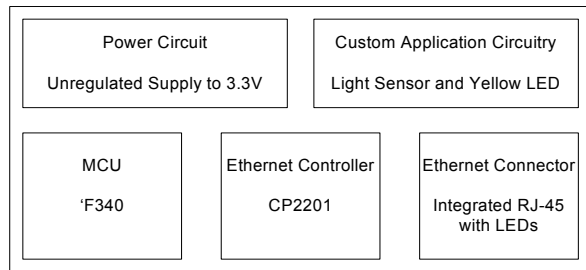 Power Circuit
Unregulated Supply to 3.3V
Custom Application Circuitry
Light Sensor and Yellow LED
MCU
‘F340
Ethernet Controller
CP2201
Ethernet Connector
Integrated RJ-45
with LEDs